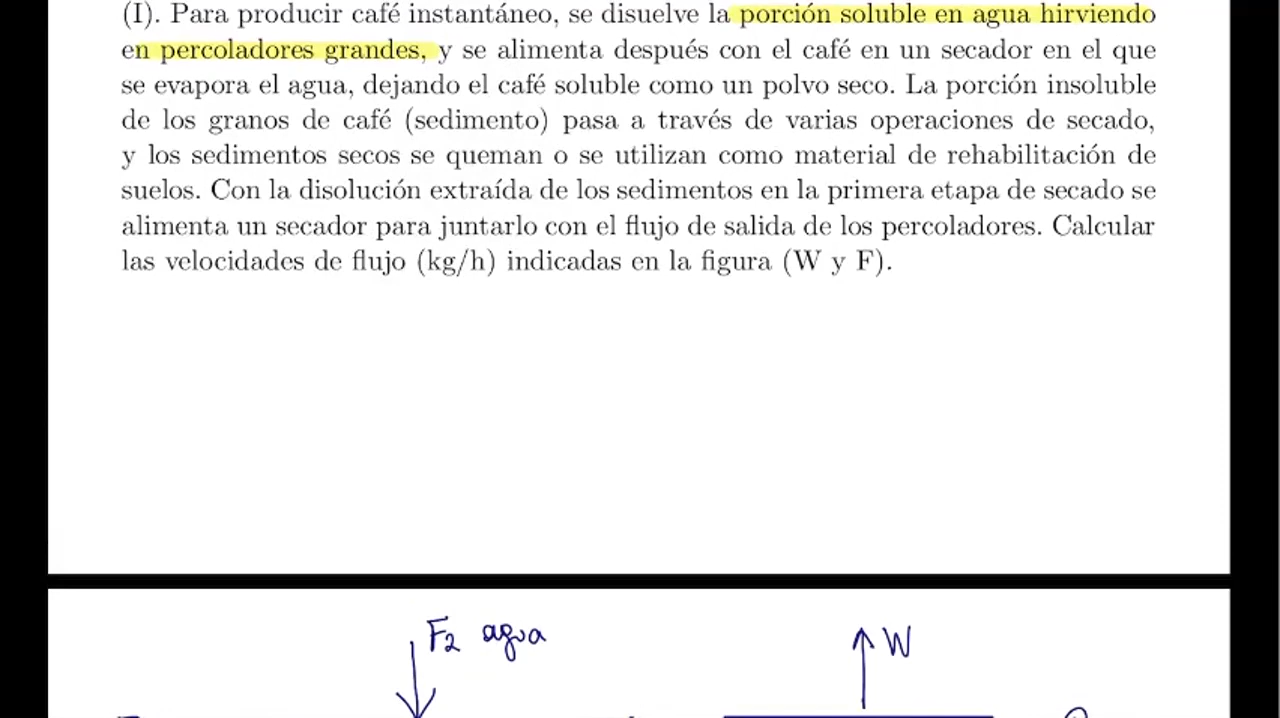 (I). Para producir café instantáneo, se disuelve la porción soluble en agua hirviendo
en percoladores grandes, y se alimenta después con el café en un secador en el que
se evapora el agua, dejando el café soluble como un polvo seco. La porción insoluble
de los granos de café (sedimento) pasa a través de varias operaciones de secado,
y los sedimentos secos se queman o se utilizan como material de rehabilitación de
suelos. Con la disolución extraída de los sedimentos en la primera etapa de secado se
alimenta un secador para juntarlo con el flujo de salida de los percoladores. Calcular
las velocidades de flujo (kg/h) indicadas en la figura (W y F).
F2 agua
W